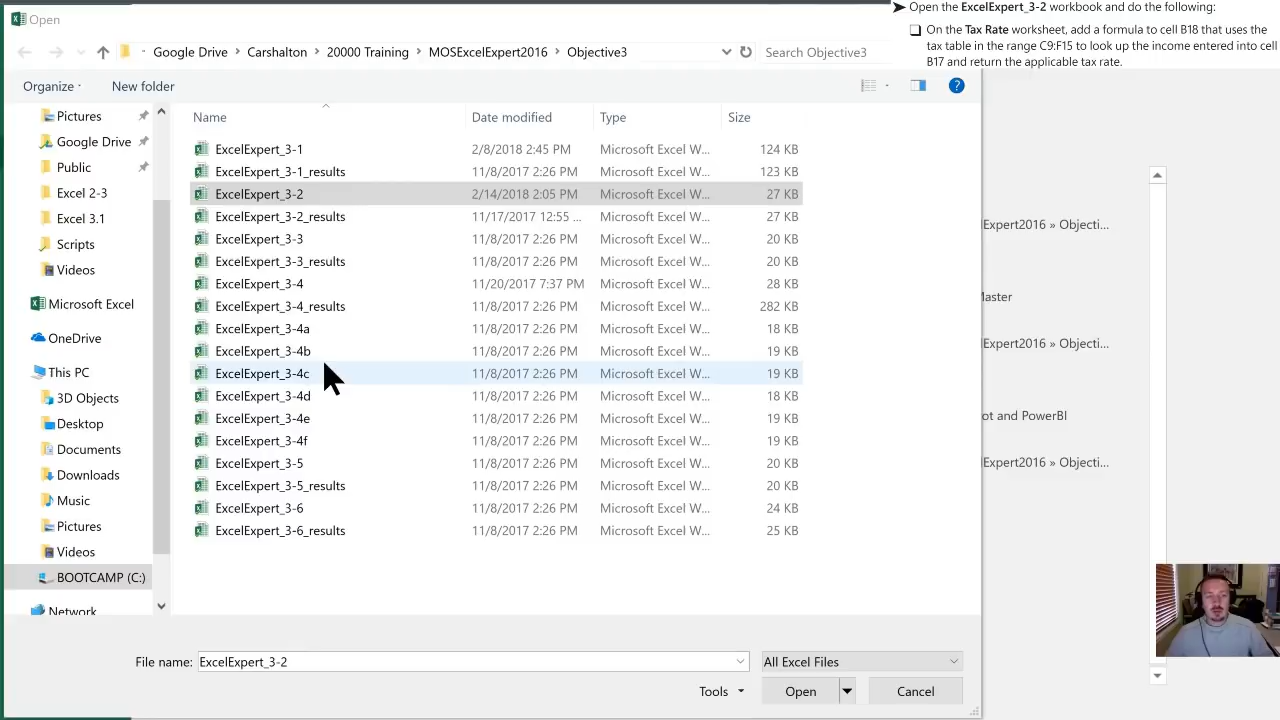 Open
➤ Open the ExcelExpert_3-2 workbook and do the following:
❑ On the Tax Rate worksheet, add a formula to cell B18 that uses the
tax table in the range C9:F15 to look up the income entered into cell
B17 and return the applicable tax rate.
Google Drive > Carshalton > 20000 Training > MOSExcelExpert2016 > Objective3
Search Objective3
Organize
New folder
Pictures
Google Drive
Public
Excel 2-3
Excel 3.1
Scripts
Videos
Microsoft Excel
OneDrive
This PC
3D Objects
Desktop
Documents
Downloads
Music
Pictures
Videos
BOOTCAMP (C:)
Network
Name Date modified Type Size
ExcelExpert_3-1 2/8/2018 2:45 PM Microsoft Excel W... 124 KB
ExcelExpert_3-1_results 11/8/2017 2:26 PM Microsoft Excel W... 123 KB
ExcelExpert_3-2 2/14/2018 2:05 PM Microsoft Excel W... 27 KB
ExcelExpert_3-2_results 11/17/2017 12:55 ... Microsoft Excel W... 27 KB
ExcelExpert_3-3 11/8/2017 2:26 PM Microsoft Excel W... 20 KB
ExcelExpert_3-3_results 11/8/2017 2:26 PM Microsoft Excel W... 20 KB
ExcelExpert_3-4 11/20/2017 7:37 PM Microsoft Excel W... 28 KB
ExcelExpert_3-4_results 11/8/2017 2:26 PM Microsoft Excel W... 282 KB
ExcelExpert_3-4a 11/8/2017 2:26 PM Microsoft Excel W... 18 KB
ExcelExpert_3-4b 11/8/2017 2:26 PM Microsoft Excel W... 19 KB
ExcelExpert_3-4c 11/8/2017 2:26 PM Microsoft Excel W... 19 KB
ExcelExpert_3-4d 11/8/2017 2:26 PM Microsoft Excel W... 18 KB
ExcelExpert_3-4e 11/8/2017 2:26 PM Microsoft Excel W... 19 KB
ExcelExpert_3-4f 11/8/2017 2:26 PM Microsoft Excel W... 19 KB
ExcelExpert_3-5 11/8/2017 2:26 PM Microsoft Excel W... 20 KB
ExcelExpert_3-5_results 11/8/2017 2:26 PM Microsoft Excel W... 20 KB
ExcelExpert_3-6 11/8/2017 2:26 PM Microsoft Excel W... 24 KB
ExcelExpert_3-6_results 11/8/2017 2:26 PM Microsoft Excel W... 25 KB
lExpert2016 » Objecti...
Master
lExpert2016 » Objecti...
ot and PowerBI
lExpert2016 » Objecti...
File name: ExcelExpert_3-2
All Excel Files
Tools
Open
Cancel